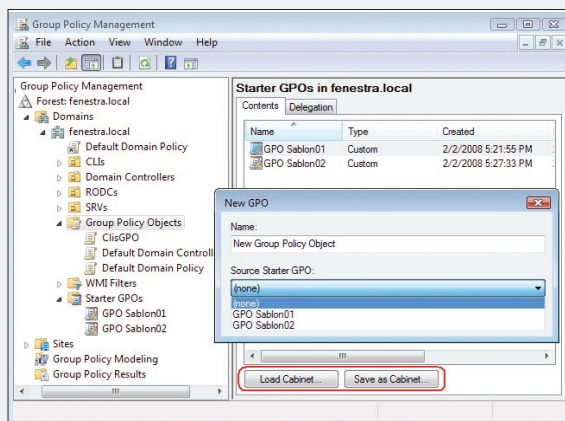 Group Policy Management
File Action View Window Help
Group Policy Management
Forest: fenestra.local
Domains
fenestra.local
Default Domain Policy
CLIs
Domain Controllers
RODCs
SRVs
Group Policy Objects
ClisGPO
Default Domain Controll
Default Domain Policy
WMI Filters
Starter GPOs
GPO Sablon01
GPO Sablon02
Sites
Group Policy Modeling
Group Policy Results
Starter GPOs in fenestra.local
Contents Delegation
Name Type Created
GPO Sablon01 Custom 2/2/2008 5:21:55 PM
GPO Sablon02 Custom 2/2/2008 5:27:33 PM
New GPO
Name:
New Group Policy Object
Source Starter GPO:
(none)
(none)
GPO Sablon01
GPO Sablon02
Load Cabinet... Save as Cabinet...